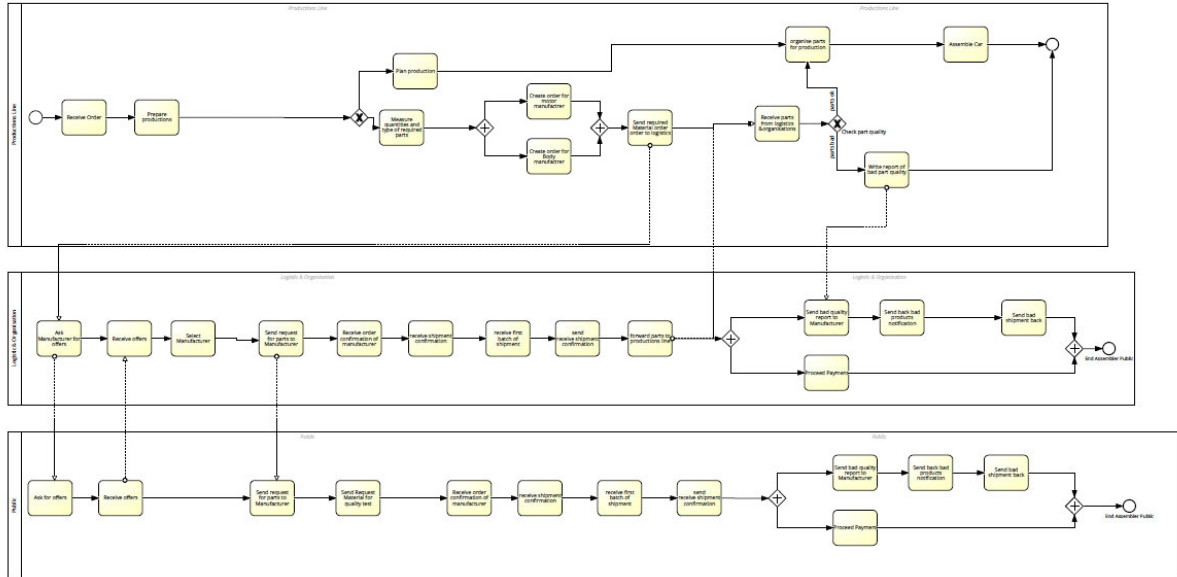 Productions Line
Productions Line
Productions Line
Receive Order
Prepare
productions
Plan production
Measure
quantities and
type of required
parts
Create order for
motor
manufactrer
Create order for
Body
manufactrer
Send required
Material order
order to logistics
organise parts
for production
Assemble Car
Receive parts
from logistics
&organisations
parts ok
Check part quality
parts bad
Write report of
bad part quality
Logistic & Organisation
Logistic & Organisation
Logistic & Organisation
Ask
Manufacturer for
offers
Receive offers
Select
Manufacturer
Send request
for parts to
Manufacturer
Receive order
confirmation of
manufacturer
receive shipment
confirmation
receive first
batch of
shipment
send
receive shipment
confirmation
forward parts to
productions line
Send bad quality
report to
Manufacturer
Send back bad
products
notification
Send bad
shipment back
Proceed Payment
End Assembler Public
Public
Public
Public
Ask for offers
Receive offers
Send request
for parts to
Manufacturer
Send Request
Material for
quality test
Receive order
confirmation of
manufacturer
receive shipment
confirmation
receive first
batch of
shipment
send
receive shipment
confirmation
Send bad quality
report to
Manufacturer
Send back bad
products
notification
Send bad
shipment back
Proceed Payment
End Assembler Public